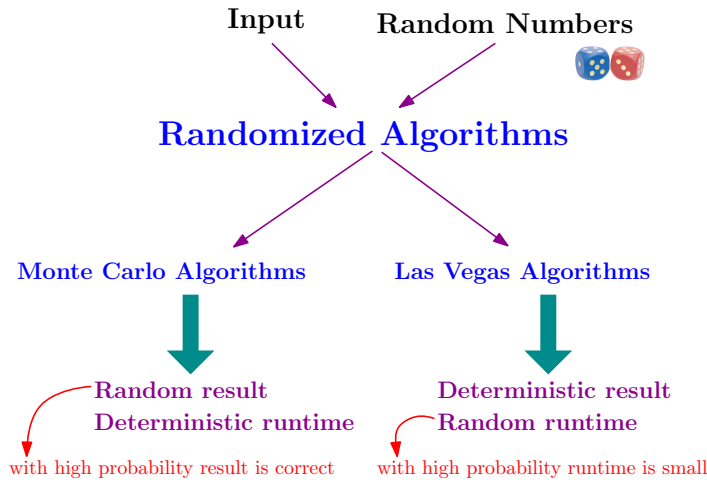 Input
Random Numbers
Randomized Algorithms
Monte Carlo Algorithms
Las Vegas Algorithms
Random result
Deterministic runtime
Deterministic result
Random runtime
with high probability result is correct
with high probability runtime is small